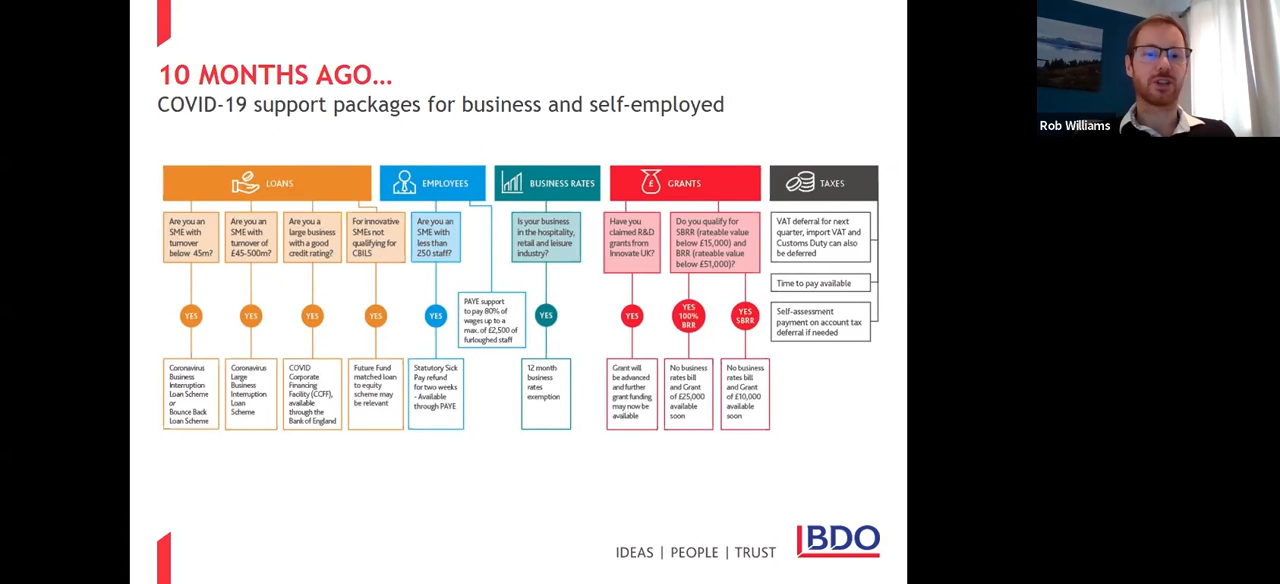 10 MONTHS AGO...
COVID-19 support packages for business and self-employed
LOANS
EMPLOYEES
BUSINESS RATES
GRANTS
TAXES
Are you an
SME with
turnover
below 45m?
Are you an
SME with
turnover of
£45-500m?
Are you a
large business
with a good
credit rating?
For innovative
SMEs not
qualifying for
CBILS
Are you an
SME with
less than
250 staff?
Is your business
in the hospitality,
retail and leisure
industry?
Have you
claimed R&D
grants from
Innovate UK?
Do you qualify for
SBRR (rateable value
below £15,000) and
BRR (rateable value
below £51,000)?
VAT deferral for next
quarter, import VAT and
Customs Duty can also
be deferred
Time to pay available
Self-assessment
payment on account tax
deferral if needed
YES
YES
YES
YES
YES
PAYE support
to pay 80% of
wages up to a
max. of £2,500 of
furloughed staff
YES
YES
YES
100%
BRR
YES
SBRR
Coronavirus
Business
Interruption
Loan Scheme
or
Bounce Back
Loan Scheme
Coronavirus
Large
Business
Interruption
Loan
Scheme
COVID
Corporate
Financing
Facility (CCFF),
available
through the
Bank of England
Future Fund
matched loan
to equity
scheme may
be relevant
Statutory Sick
Pay refund
for two weeks
- Available
through PAYE
12 month
business
rates
exemption
Grant will
be advanced
and further
grant funding
may now be
available
No business
rates bill
and Grant
of £25,000
available
soon
No business
rates bill
and Grant
of £10,000
available
soon
IDEAS | PEOPLE | TRUST
BDO
Rob Williams